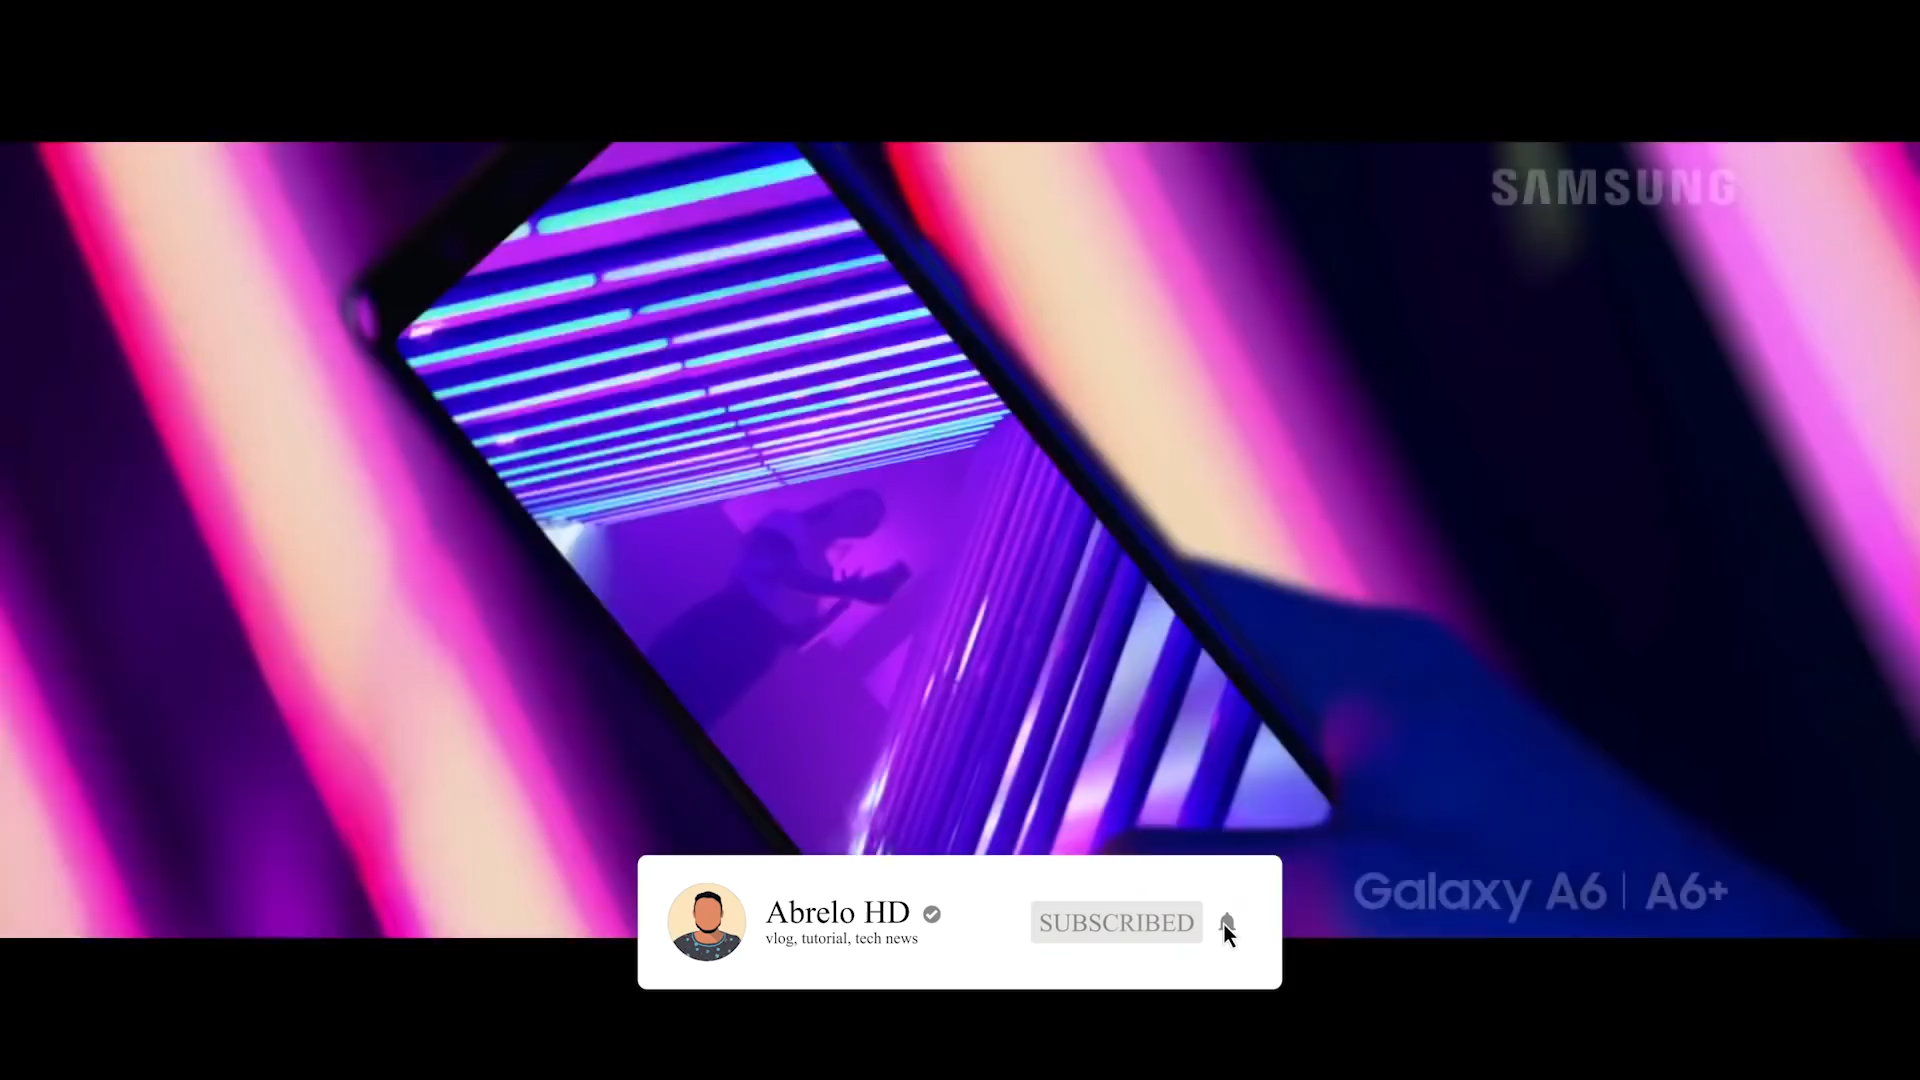 SAMSUNG
Galaxy A6 | A6+
Abrelo HD
vlog, tutorial, tech news
SUBSCRIBED